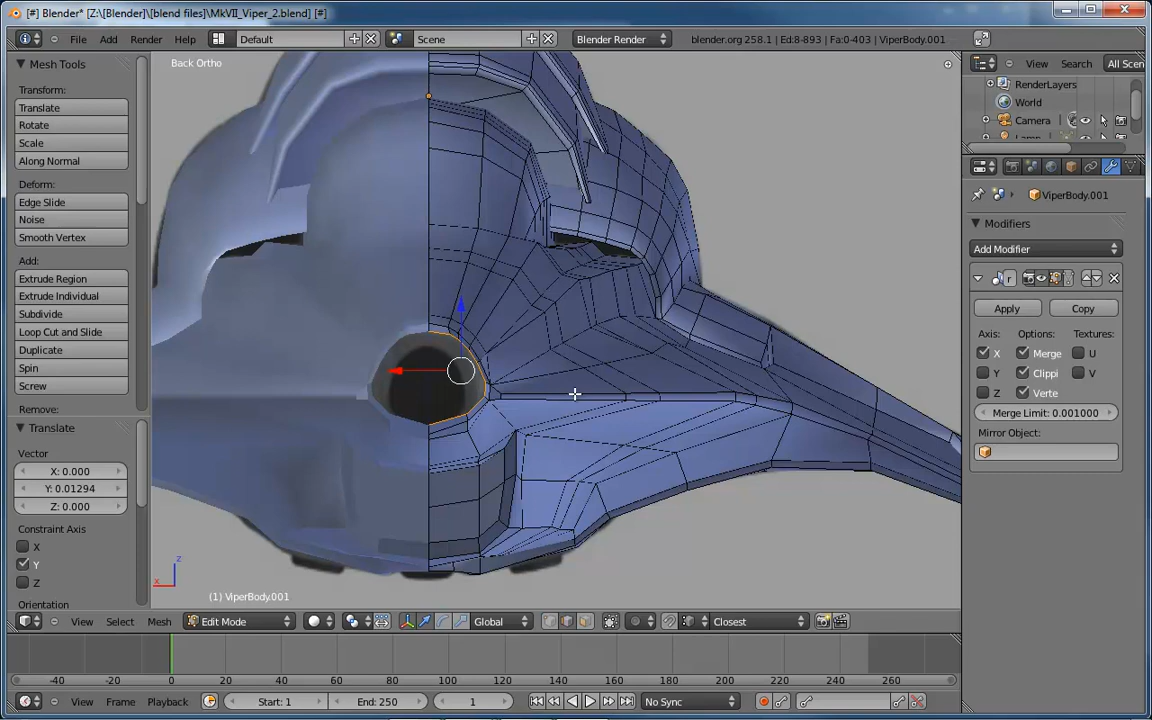 [#] Blender* [Z:\[Blender]\[blend files]\MkVII_Viper_2.blend] [#]
File Add Render Help Default Scene Blender Render blender.org 258.1 | Ed:8-893 | Fa:0-403 | ViperBody.001
Mesh Tools
Transform:
Translate
Rotate
Scale
Along Normal
Deform:
Edge Slide
Noise
Smooth Vertex
Add:
Extrude Region
Extrude Individual
Subdivide
Loop Cut and Slide
Duplicate
Spin
Screw
Remove:
Translate
Vector
X: 0.000
Y: 0.01294
Z: 0.000
Constraint Axis
X
Y
Z
Orientation
Back Ortho
z
x
(1) ViperBody.001
View Select Mesh Edit Mode Global Closest
View Search All Scen
RenderLayers
World
Camera
ViperBody.001
Modifiers
Add Modifier
r
Apply Copy
Axis: Options: Textures:
X Merge U
Y Clippi V
Z Verte
Merge Limit: 0.001000
Mirror Object:
-40 -20 0 20 40 60 80 100 120 140 160 180 200 220 240 260
View Frame Playback Start: 1 End: 250 1 No Sync